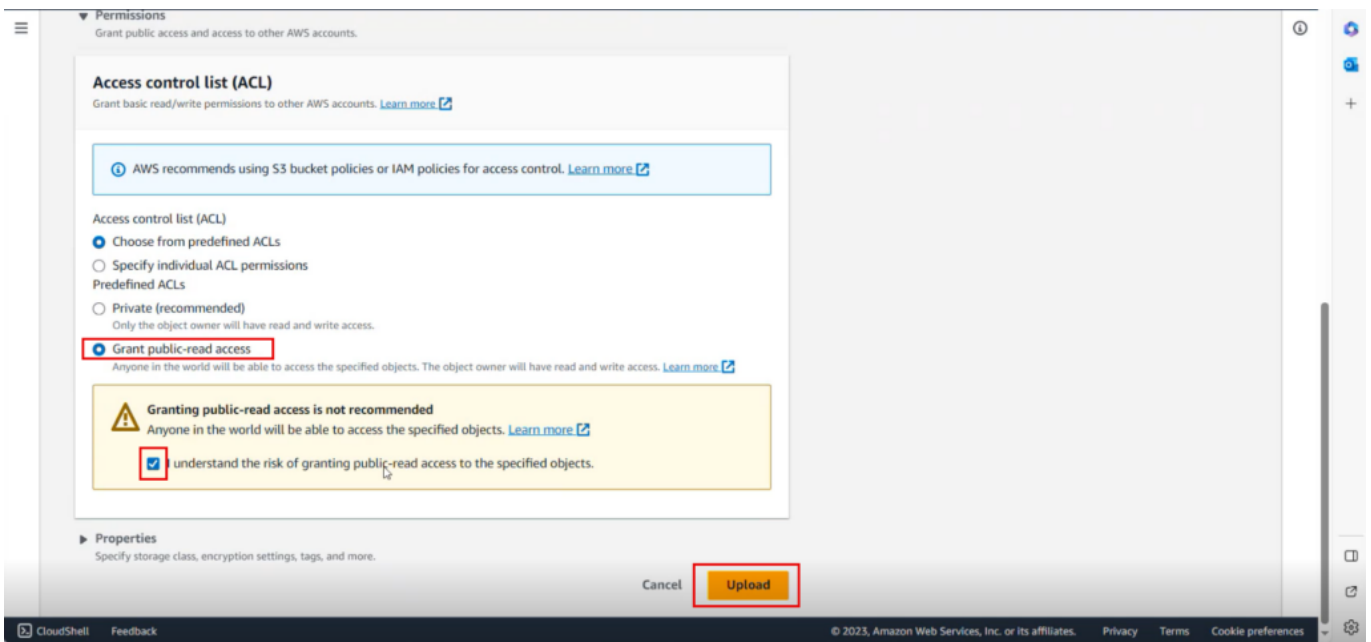 Permissions
Grant public access and access to other AWS accounts.
Access control list (ACL)
Grant basic read/write permissions to other AWS accounts. Learn more
AWS recommends using S3 bucket policies or IAM policies for access control. Learn more
Access control list (ACL)
Choose from predefined ACLs
Specify individual ACL permissions
Predefined ACLs
Private (recommended)
Only the object owner will have read and write access.
Grant public-read access
Anyone in the world will be able to access the specified objects. The object owner will have read and write access. Learn more
Granting public-read access is not recommended
Anyone in the world will be able to access the specified objects. Learn more
I understand the risk of granting public-read access to the specified objects.
Properties
Specify storage class, encryption settings, tags, and more.
Cancel Upload
CloudShell Feedback © 2023, Amazon Web Services, Inc. or its affiliates. Privacy Terms Cookie preferences